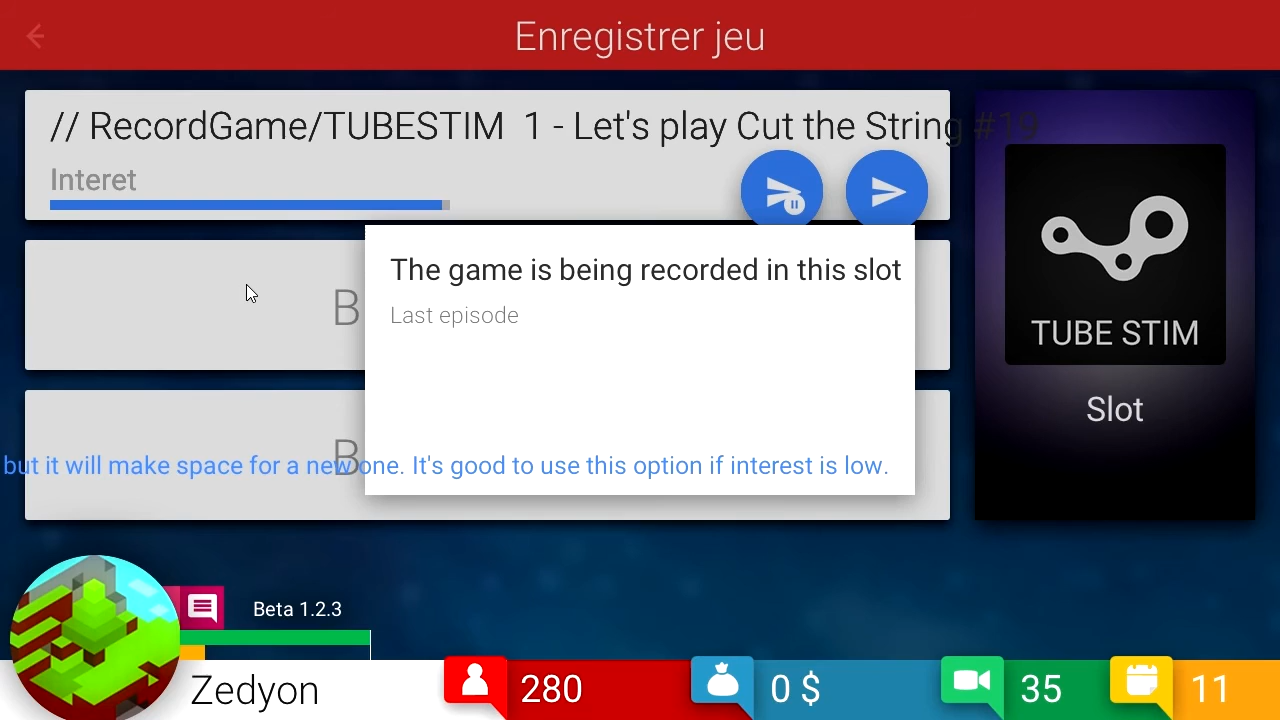 Enregistrer jeu
// RecordGame/TUBESTIM  1 - Let's play Cut the String #19
Interet
The game is being recorded in this slot
Last episode
B
TUBE STIM
Slot
B
but it will make space for a new one. It's good to use this option if interest is low.
Beta 1.2.3
Zedyon
280
0 $
35
11